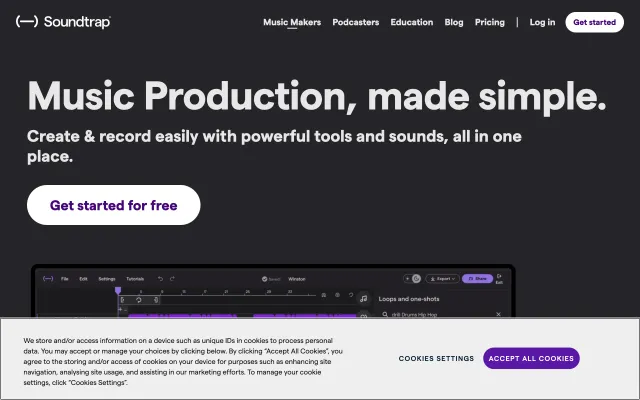 Soundtrap
Music Makers Podcasters Education Blog Pricing | Log in Get started
Music Production, made simple.
Create & record easily with powerful tools and sounds, all in one
place.
Get started for free
File Edit Settings Tutorials Saved Winston Export Share Exit
Loops and one-shots
drill Drums Hip Hop
We store and/or access information on a device such as unique IDs in cookies to process personal
data. You may accept or manage your choices by clicking below. By clicking “Accept All Cookies”, you
agree to the storing and/or access of cookies on your device for purposes such as enhancing site
navigation, analysing site usage, and assisting in our marketing efforts. To manage your cookie
settings, click “Cookies Settings”.
COOKIES SETTINGS ACCEPT ALL COOKIES